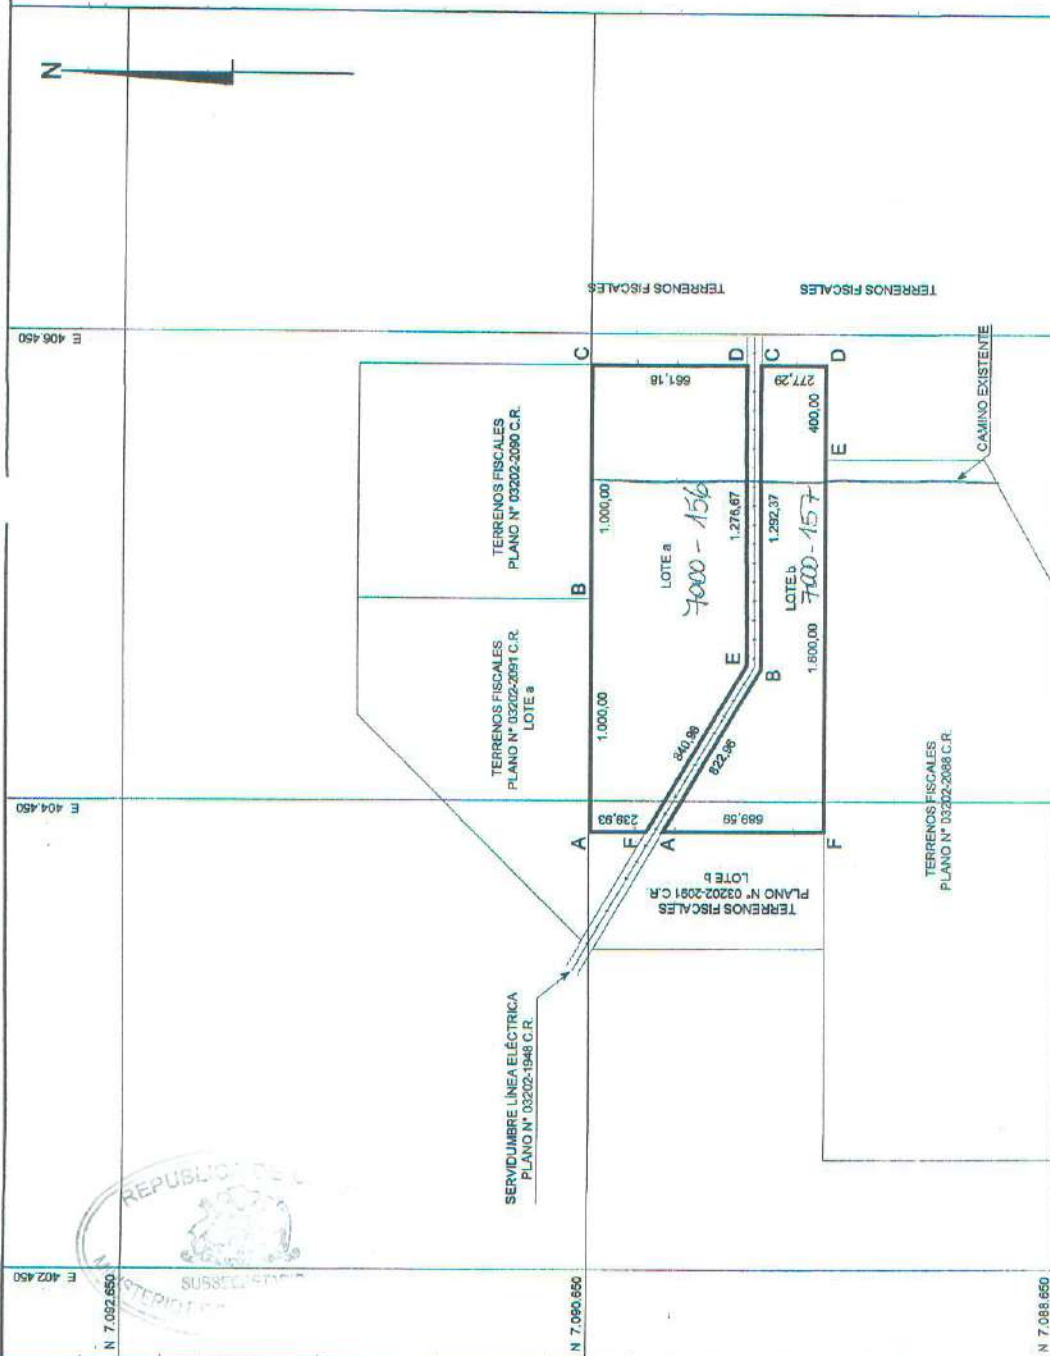 N
E 402.450
E 404.450
E 406.450
N 7.092.650
N 7.090.650
N 7.088.650
REPUBLICA DE
SERVIDUMBRE LÍNEA ELÉCTRICA
PLANO N° 03202-1948 C.R.
TERRENOS FISCALES
PLANO N° 03202-2091 C.R.
LOTE a
TERRENOS FISCALES
PLANO N° 03202-2090 C.R.
TERRENOS FISCALES
PLANO N° 03202-2091 C.R.
LOTE b
TERRENOS FISCALES
PLANO N° 03202-2088 C.R.
TERRENOS FISCALES
TERRENOS FISCALES
CAMINO EXISTENTE
A
B
C
D
E
F
1.000,00
1.000,00
661,18
1.276,67
840,98
239,93
LOTE a
7000-156
A
B
C
D
E
F
822,96
1.292,37
277,29
400,00
1.600,00
689,59
LOTE b
7000-157